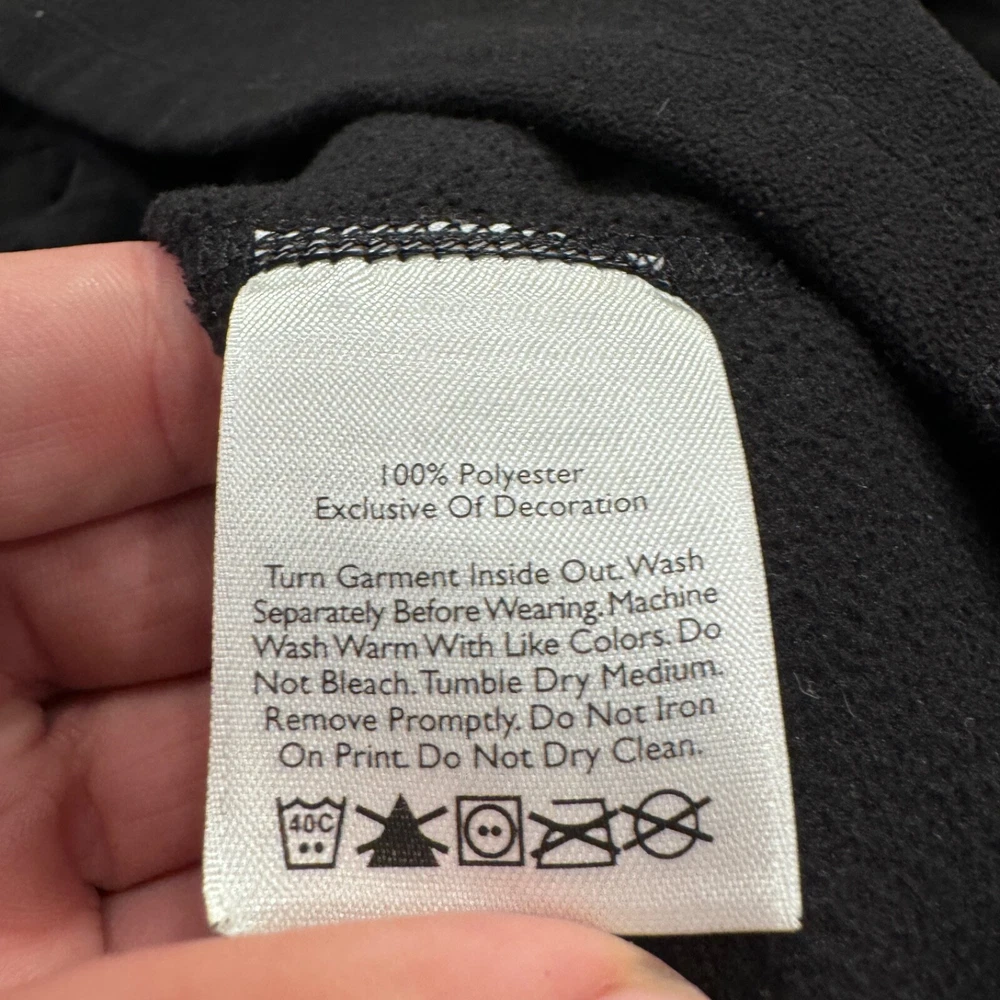 100% Polyester
Exclusive Of Decoration
Turn Garment Inside Out. Wash
Separately Before Wearing. Machine
Wash Warm With Like Colors. Do
Not Bleach. Tumble Dry Medium.
Remove Promptly. Do Not Iron
On Print. Do Not Dry Clean.
40C